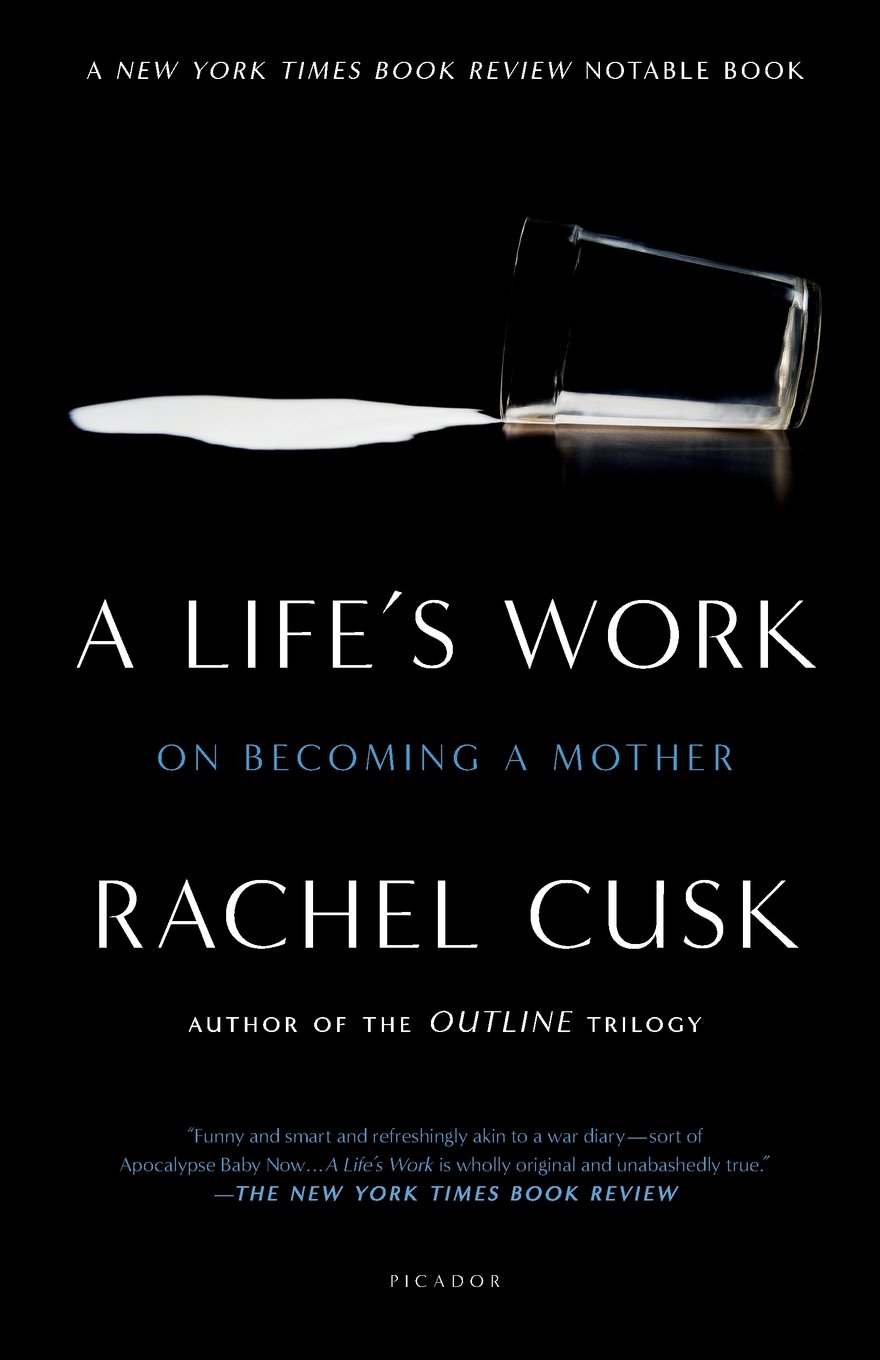 A NEW YORK TIMES BOOK REVIEW NOTABLE BOOK
A LIFE'S WORK
ON BECOMING A MOTHER
RACHEL CUSK
AUTHOR OF THE OUTLINE TRILOGY
“Funny and smart and refreshingly akin to a war diary—sort of
Apocalypse Baby Now...A Life's Work is wholly original and unabashedly true.”
—THE NEW YORK TIMES BOOK REVIEW
PICADOR